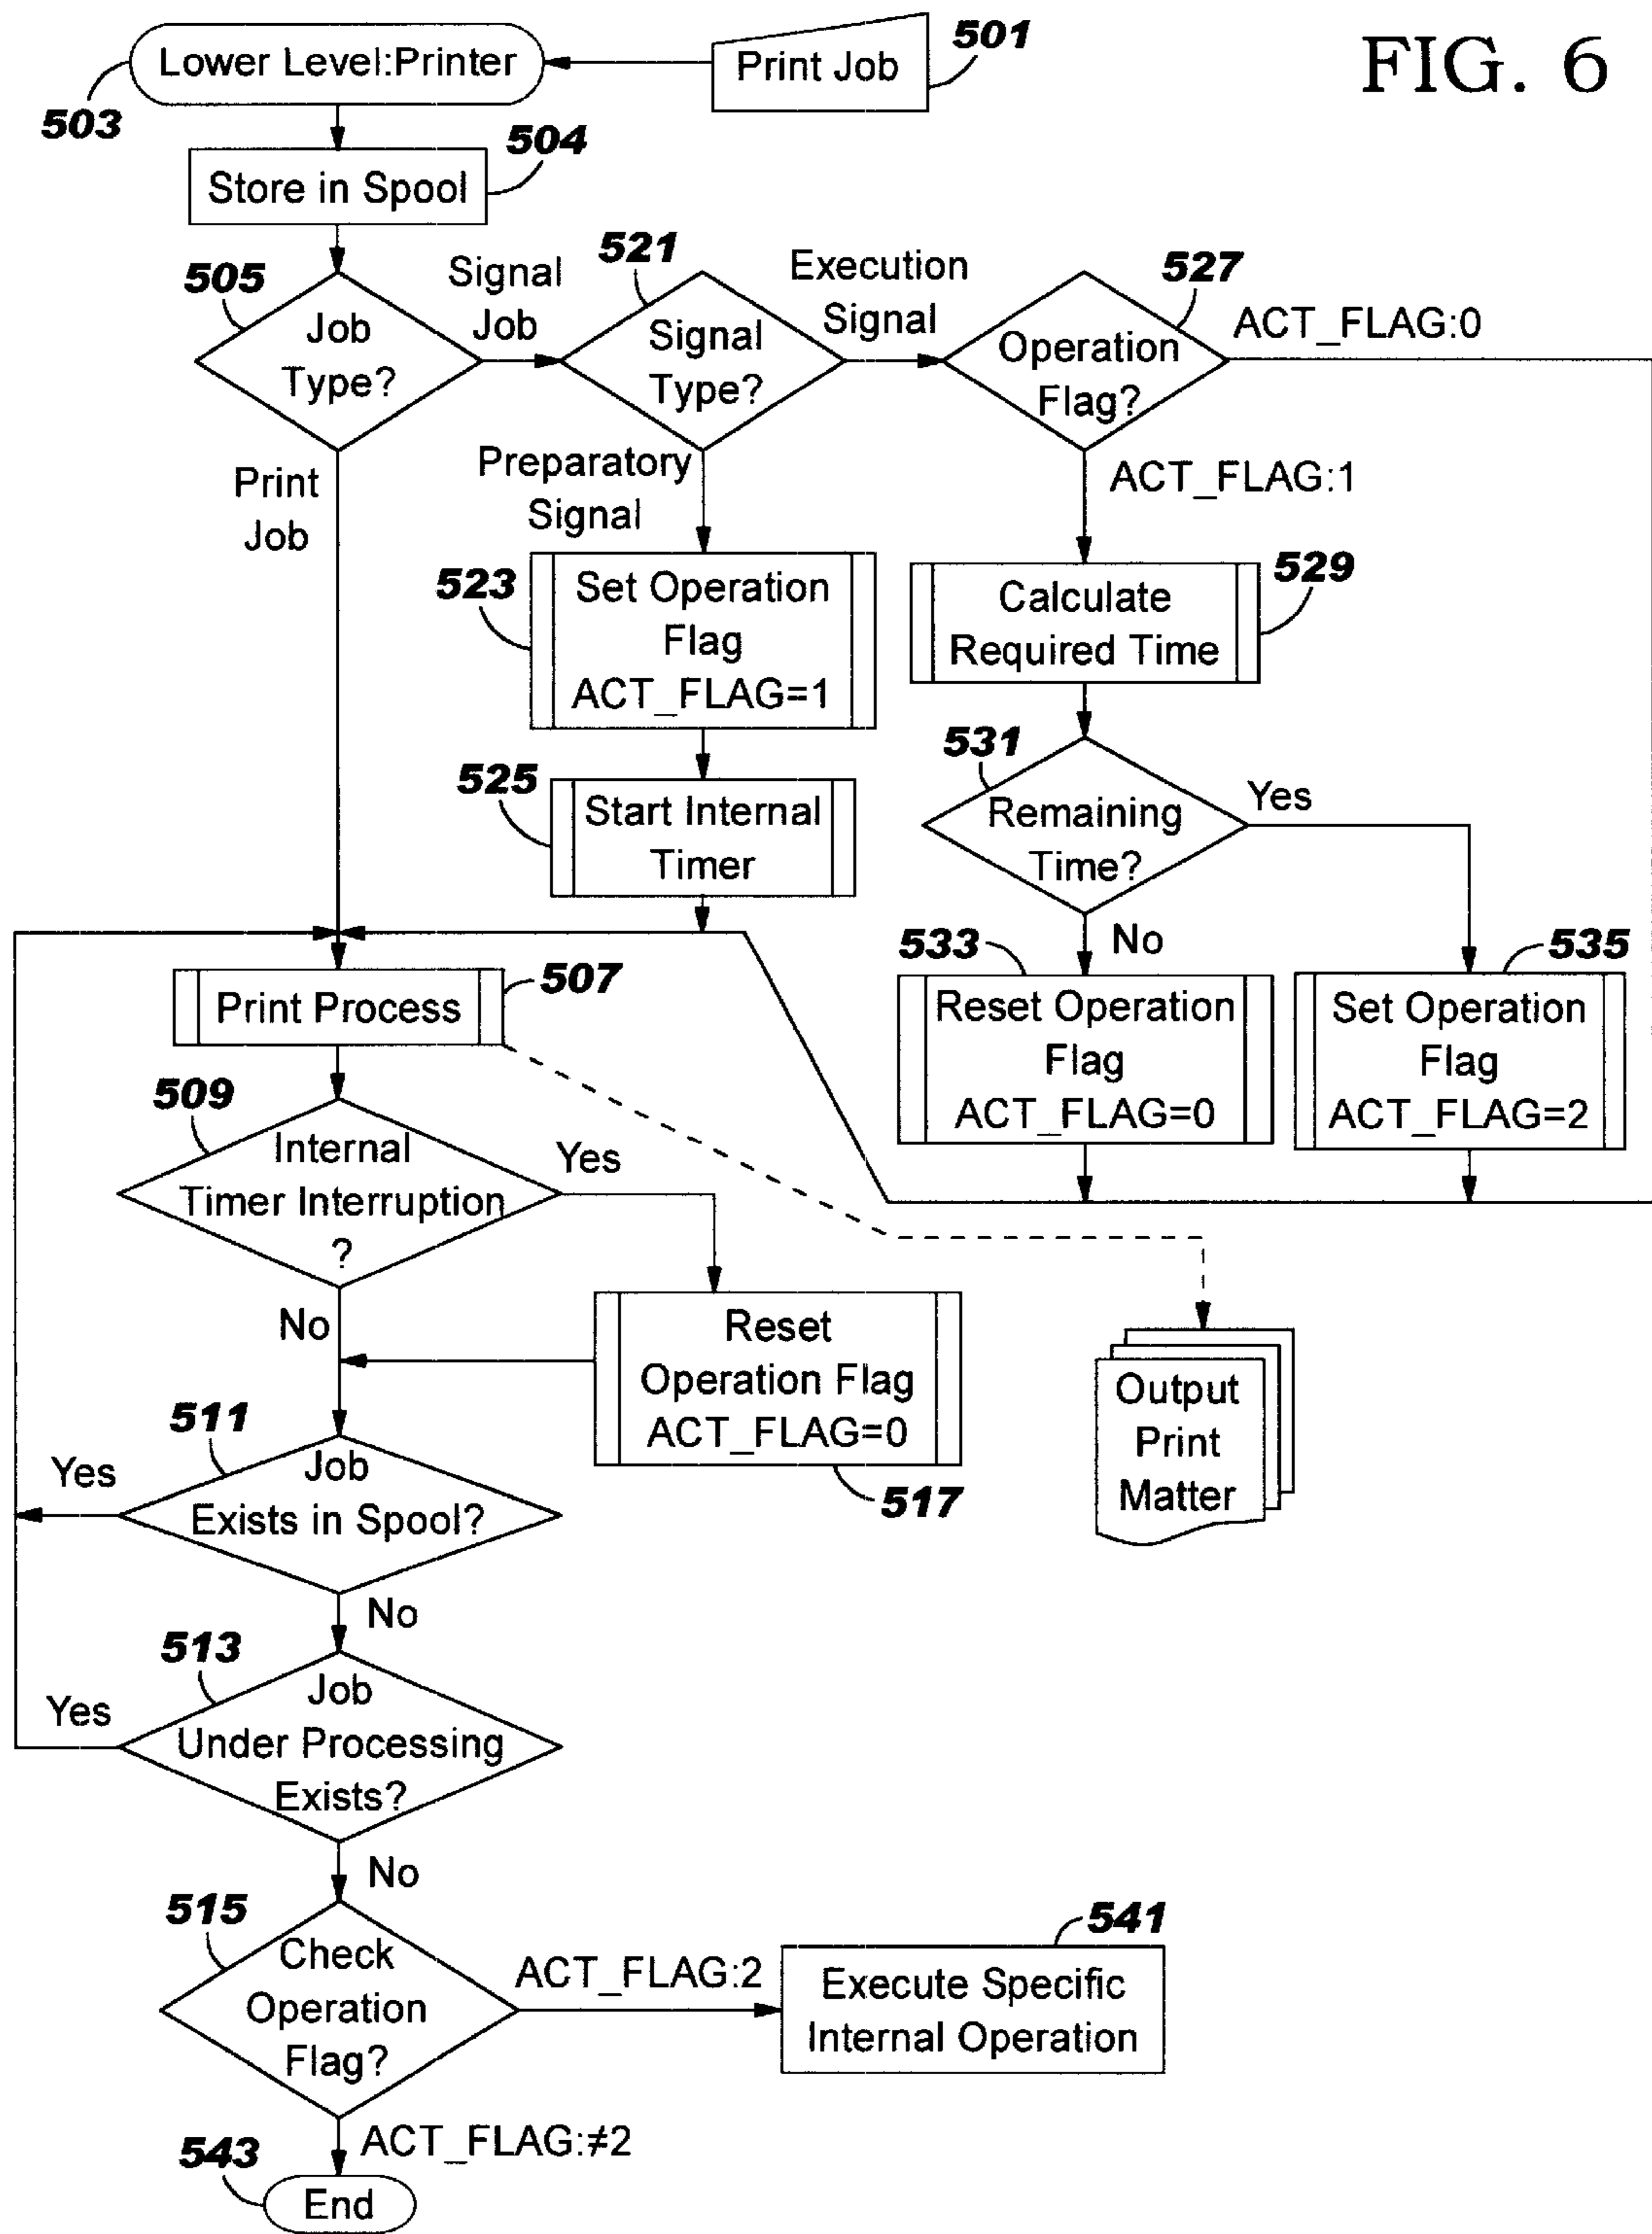 FIG. 6
501
Print Job
Lower Level:Printer
503
504
Store in Spool
505
Job
Type?
Signal
Job
521
Signal
Type?
Execution
Signal
527
Operation
Flag?
ACT_FLAG:0
Print
Job
Preparatory
Signal
ACT_FLAG:1
523
Set Operation
Flag
ACT_FLAG=1
529
Calculate
Required Time
525
Start Internal
Timer
531
Remaining
Time?
Yes
No
533
Reset Operation
Flag
ACT_FLAG=0
535
Set Operation
Flag
ACT_FLAG=2
507
Print Process
509
Internal
Timer Interruption
?
Yes
No
Reset
Operation Flag
ACT_FLAG=0
517
Output
Print
Matter
511
Job
Exists in Spool?
Yes
No
513
Job
Under Processing
Exists?
Yes
No
515
Check
Operation
Flag?
ACT_FLAG:2
541
Execute Specific
Internal Operation
ACT_FLAG:≠2
543
End